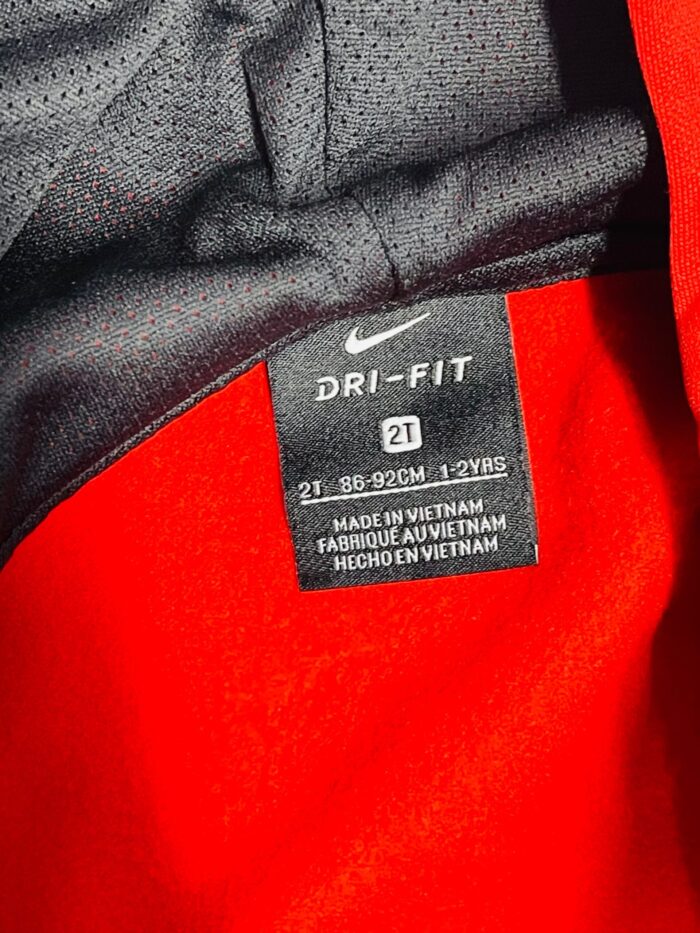 DRI-FIT
2T
2T 86-92CM 1-2YRS
MADE IN VIETNAM
FABRIQUÉ AU VIETNAM
HECHO EN VIETNAM